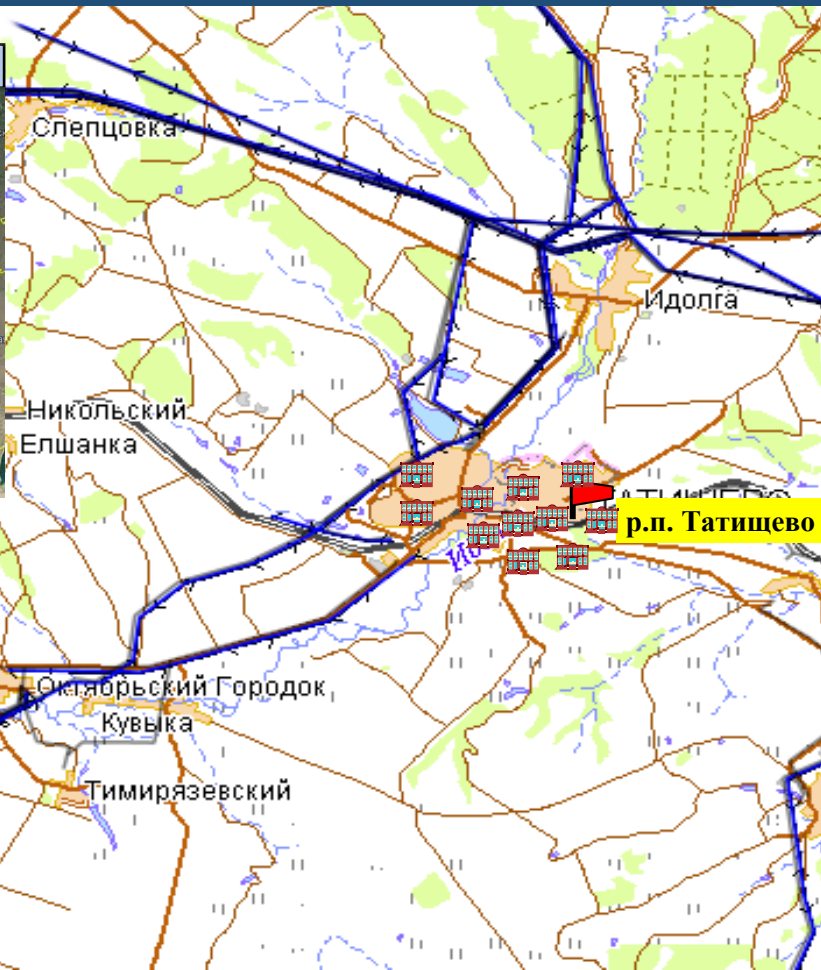 Слепцовка
Идолга
Никольский
Елшанка
р.п. Татищево
Октябрьский Городок
Кувыка
Тимирязевский